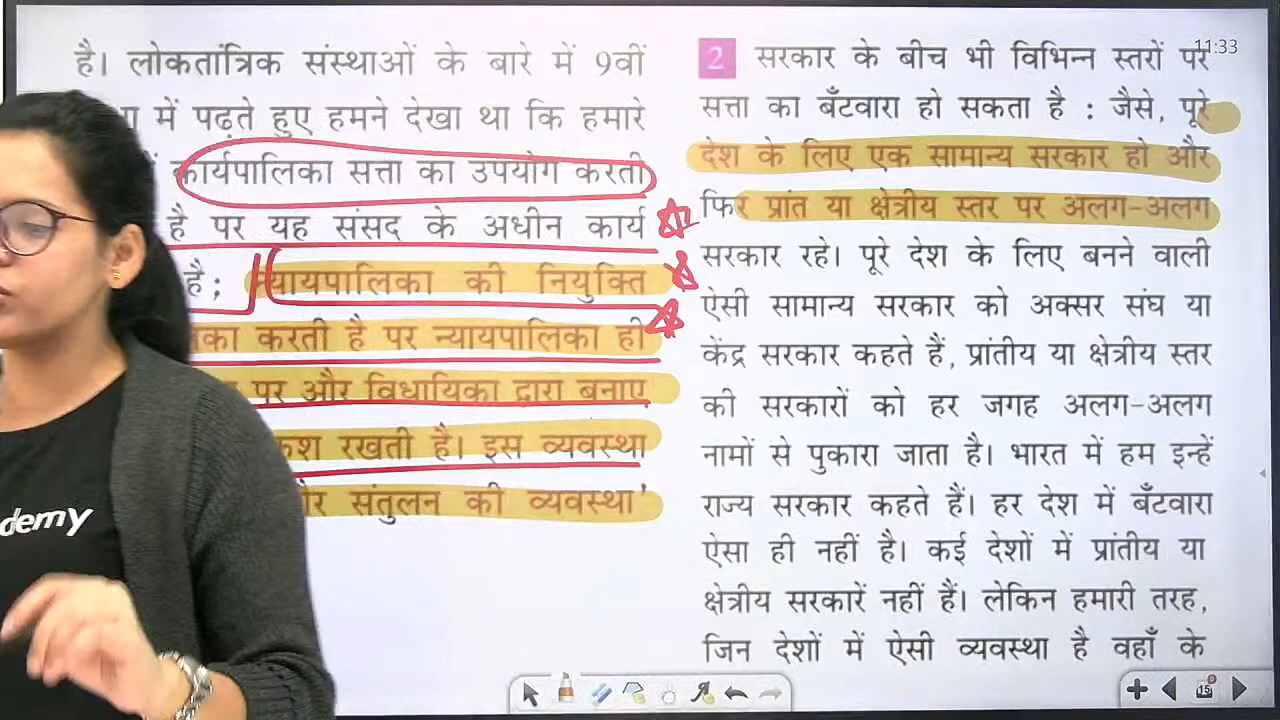 है। लोकतांत्रिक संस्थाओं के बारे में 9वीं
में पढ़ते हुए हमने देखा था कि हमारे
कार्यपालिका सत्ता का उपयोग करती
है पर यह संसद के अधीन कार्य
है; न्यायपालिका की नियुक्ति
करती है पर न्यायपालिका ही
पर और विधायिका द्वारा बनाए
रखती है। इस व्यवस्था
संतुलन की व्यवस्था'
11:33
2 सरकार के बीच भी विभिन्न स्तरों पर
सत्ता का बँटवारा हो सकता है : जैसे, पूरे
देश के लिए एक सामान्य सरकार हो और
फिर प्रांत या क्षेत्रीय स्तर पर अलग-अलग
सरकार रहे। पूरे देश के लिए बनने वाली
ऐसी सामान्य सरकार को अक्सर संघ या
केंद्र सरकार कहते हैं, प्रांतीय या क्षेत्रीय स्तर
की सरकारों को हर जगह अलग-अलग
नामों से पुकारा जाता है। भारत में हम इन्हें
राज्य सरकार कहते हैं। हर देश में बँटवारा
ऐसा ही नहीं है। कई देशों में प्रांतीय या
क्षेत्रीय सरकारें नहीं हैं। लेकिन हमारी तरह,
जिन देशों में ऐसी व्यवस्था है वहाँ के
demy
15